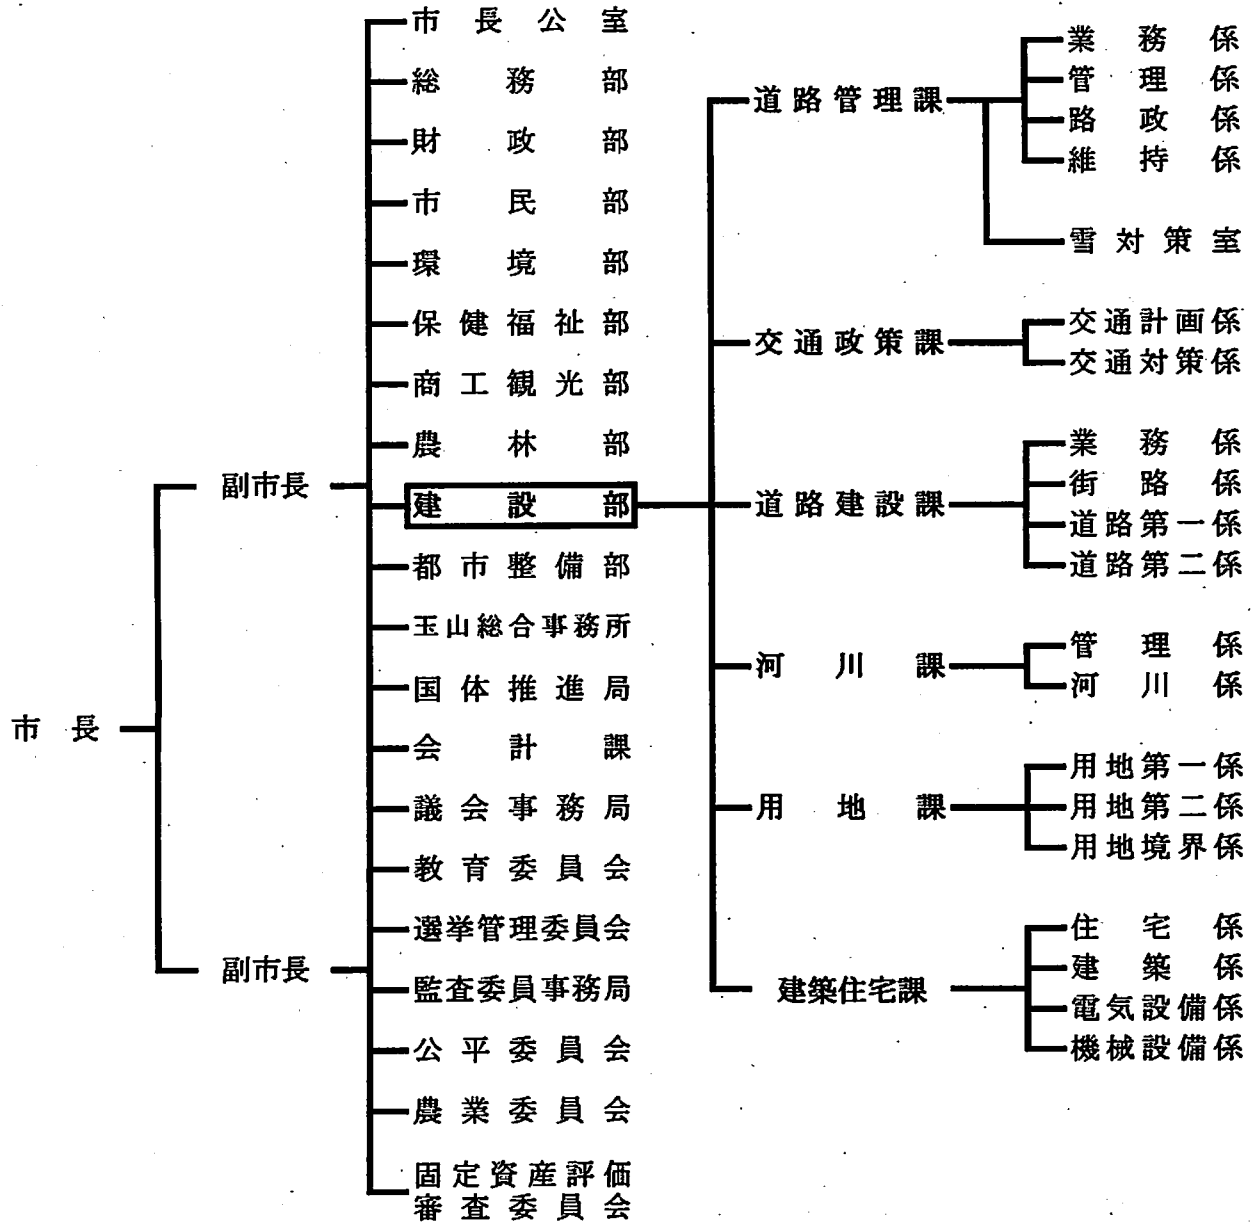 市長
副市長
副市長
市長公室
総務部
財政部
市民部
環境部
保健福祉部
商工観光部
農林部
建設部
都市整備部
玉山総合事務所
国体推進局
会計課
議会事務局
教育委員会
選挙管理委員会
監査委員事務局
公平委員会
農業委員会
固定資産評価
審査委員会
道路管理課
業務係
管理係
路政係
維持係
雪対策室
交通政策課
交通計画係
交通対策係
道路建設課
業務係
街路係
道路第一係
道路第二係
河川課
管理係
河川係
用地課
用地第一係
用地第二係
用地境界係
建築住宅課
住宅係
建築係
電気設備係
機械設備係